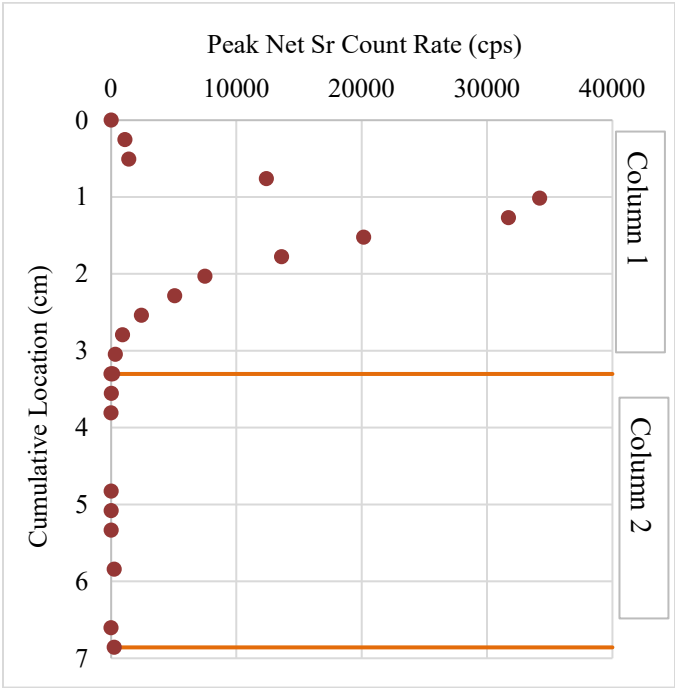 Peak Net Sr Count Rate (cps)
0 10000 20000 30000 40000
0
1
2
3
4
5
6
7
Cumulative Location (cm)
Column 1
Column 2